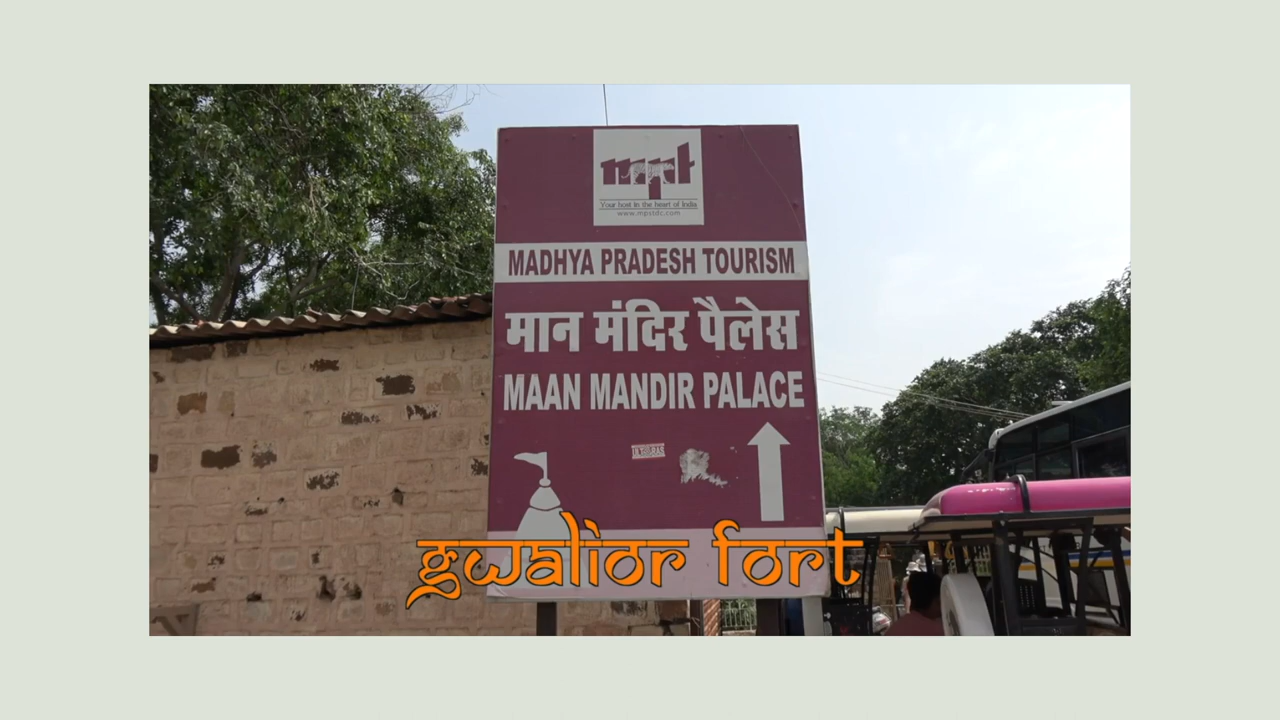 mpt
Your host in the heart of India
www.mpstdc.com
MADHYA PRADESH TOURISM
मान मंदिर पैलेस
MAAN MANDIR PALACE
gwalior fort